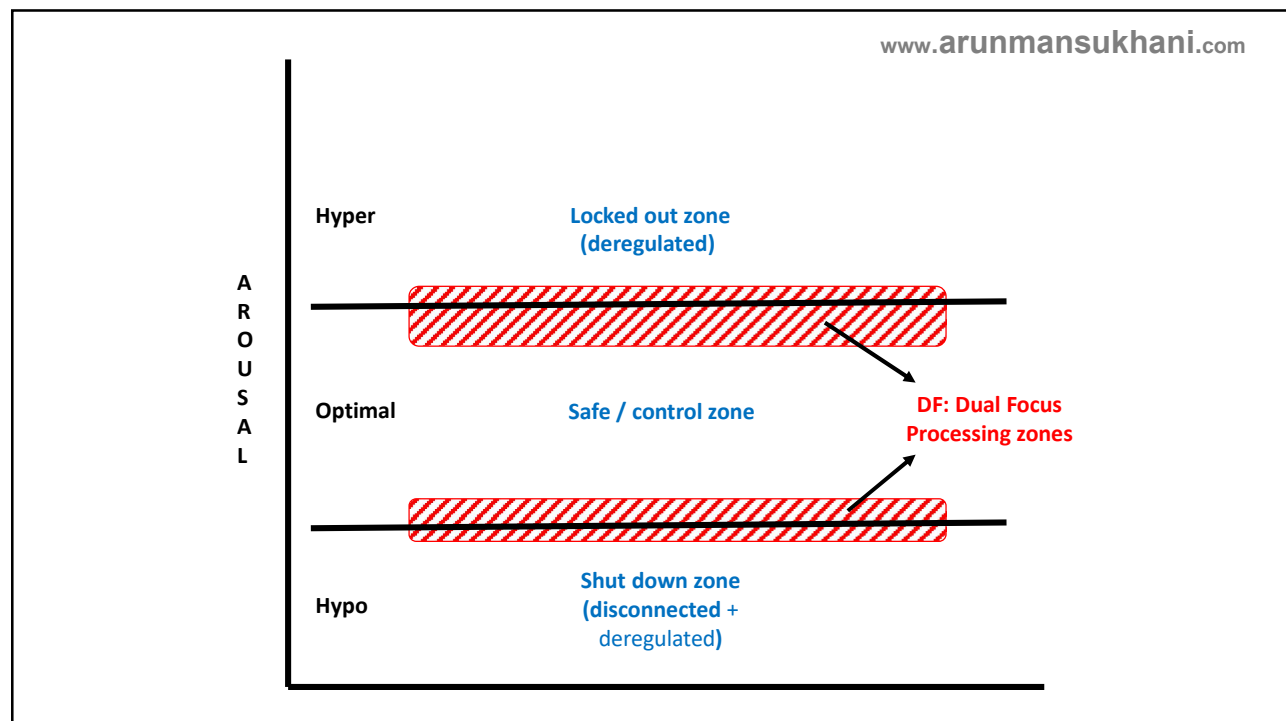 www.arunmansukhani.com
Hyper
Locked out zone
(deregulated)
A
R
O
U
S
A
L
Optimal
Safe / control zone
DF: Dual Focus
Processing zones
Hypo
Shut down zone
(disconnected +
deregulated)